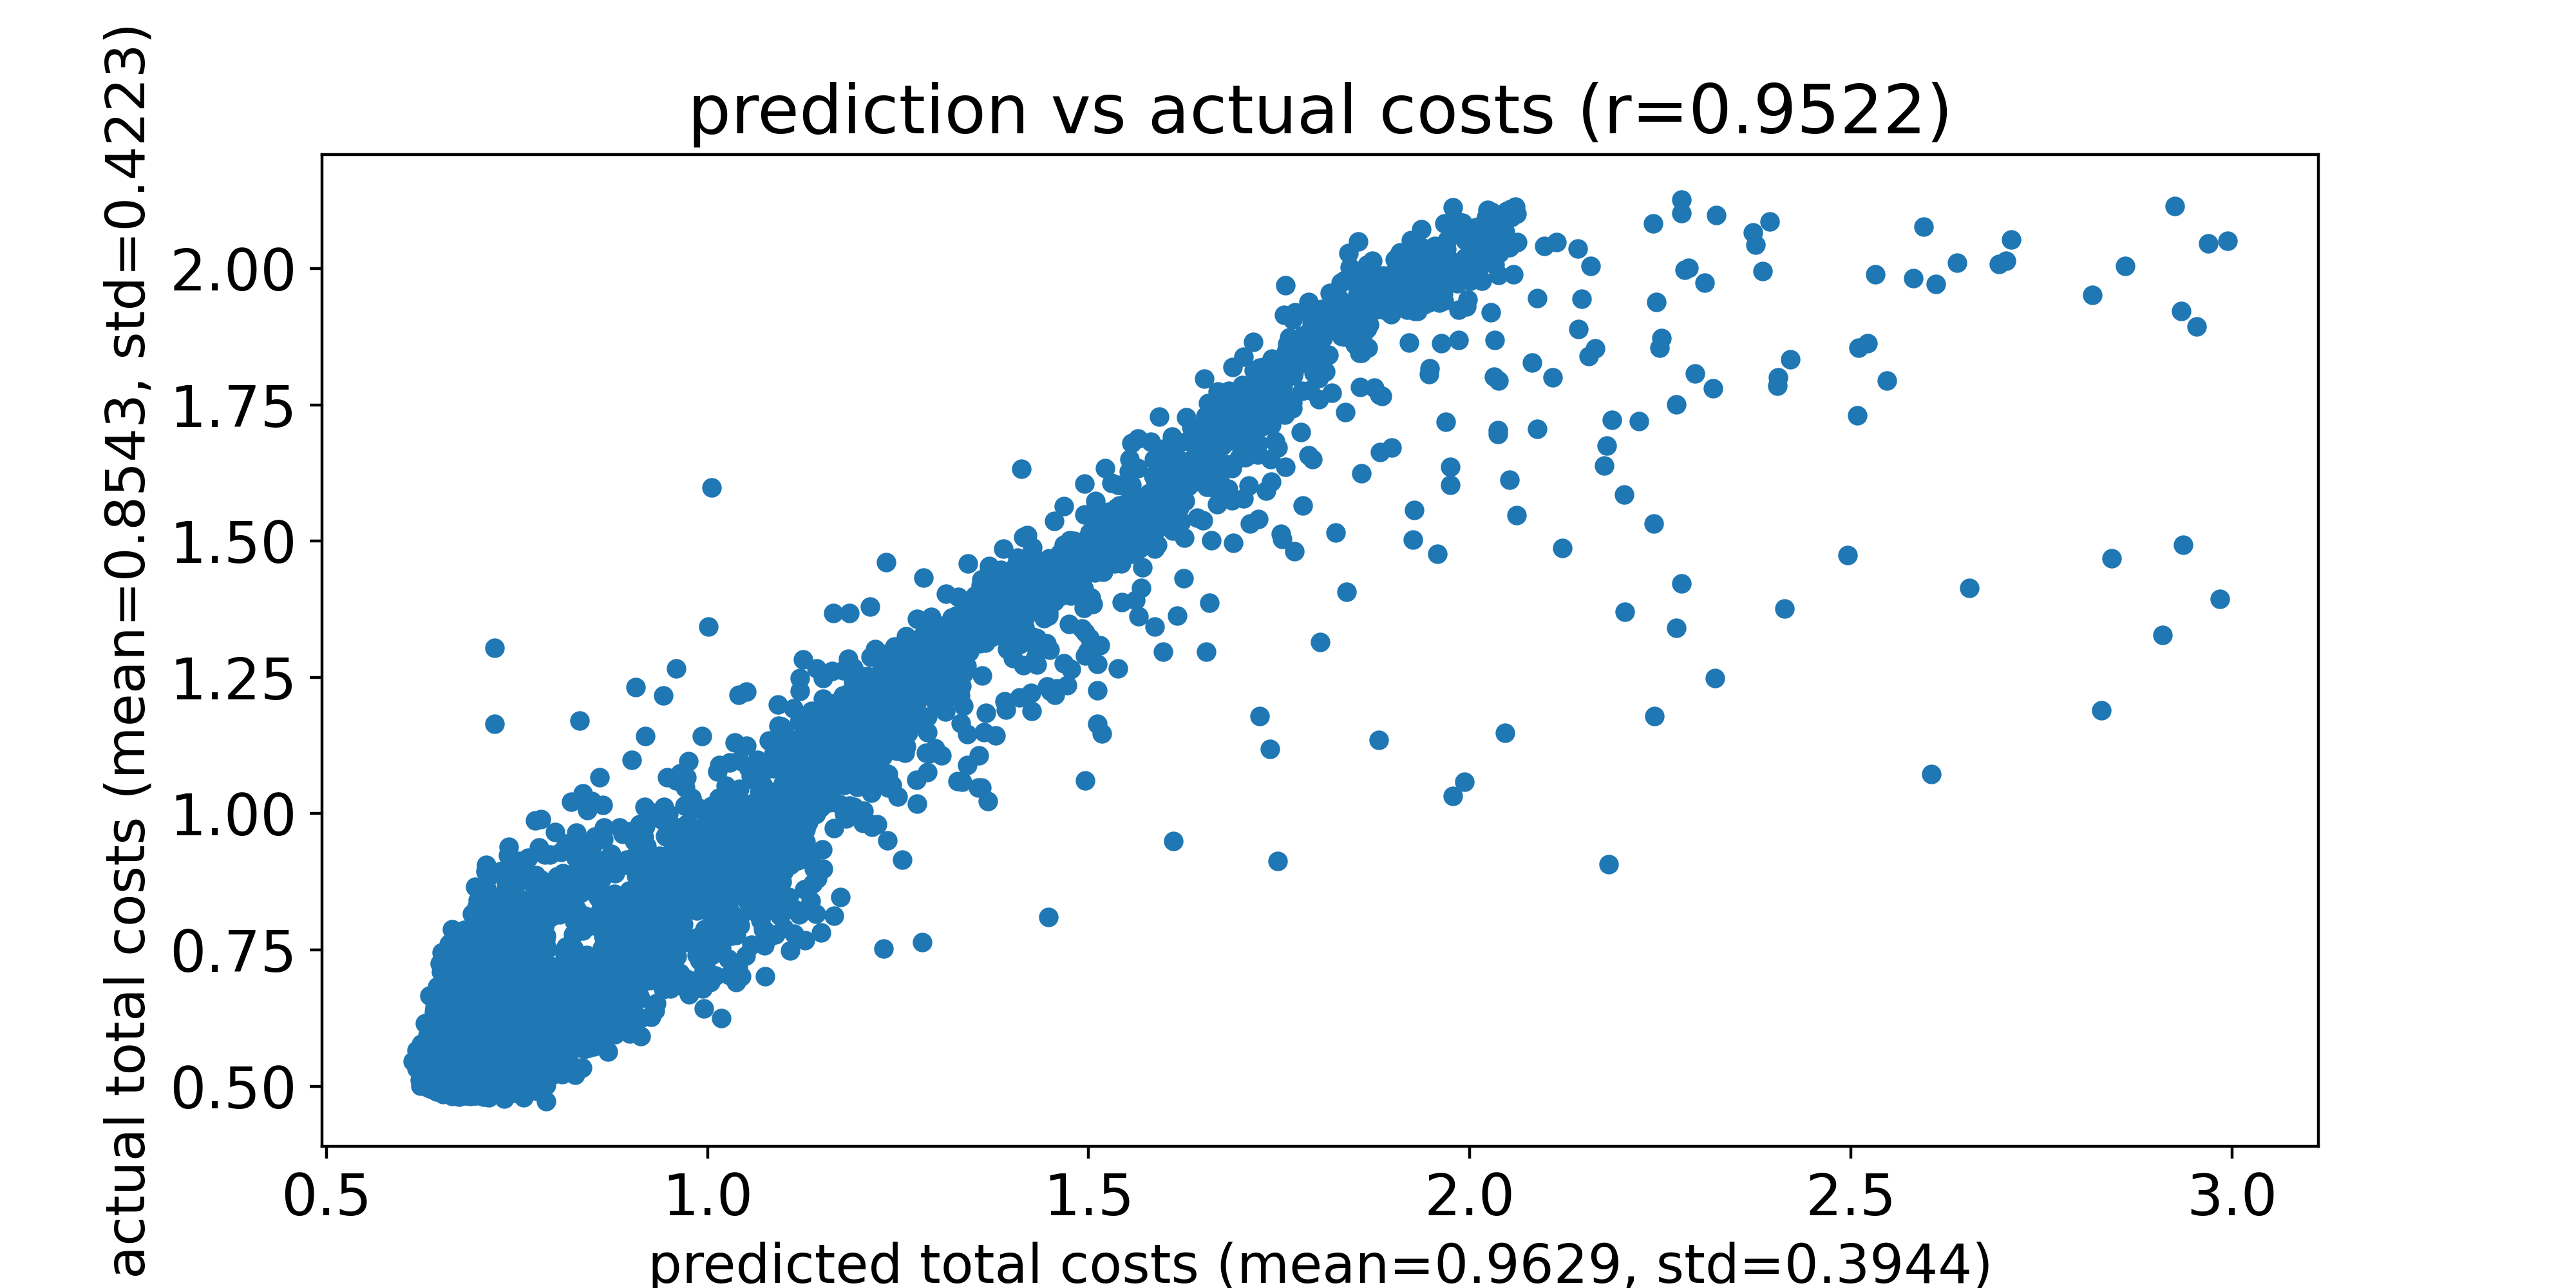 prediction vs actual costs (r=0.9522)
actual total costs (mean=0.8543, std=0.4223)
2.00
1.75
1.50
1.25
1.00
0.75
0.50
0.5 1.0 1.5 2.0 2.5 3.0
predicted total costs (mean=0.9629, std=0.3944)